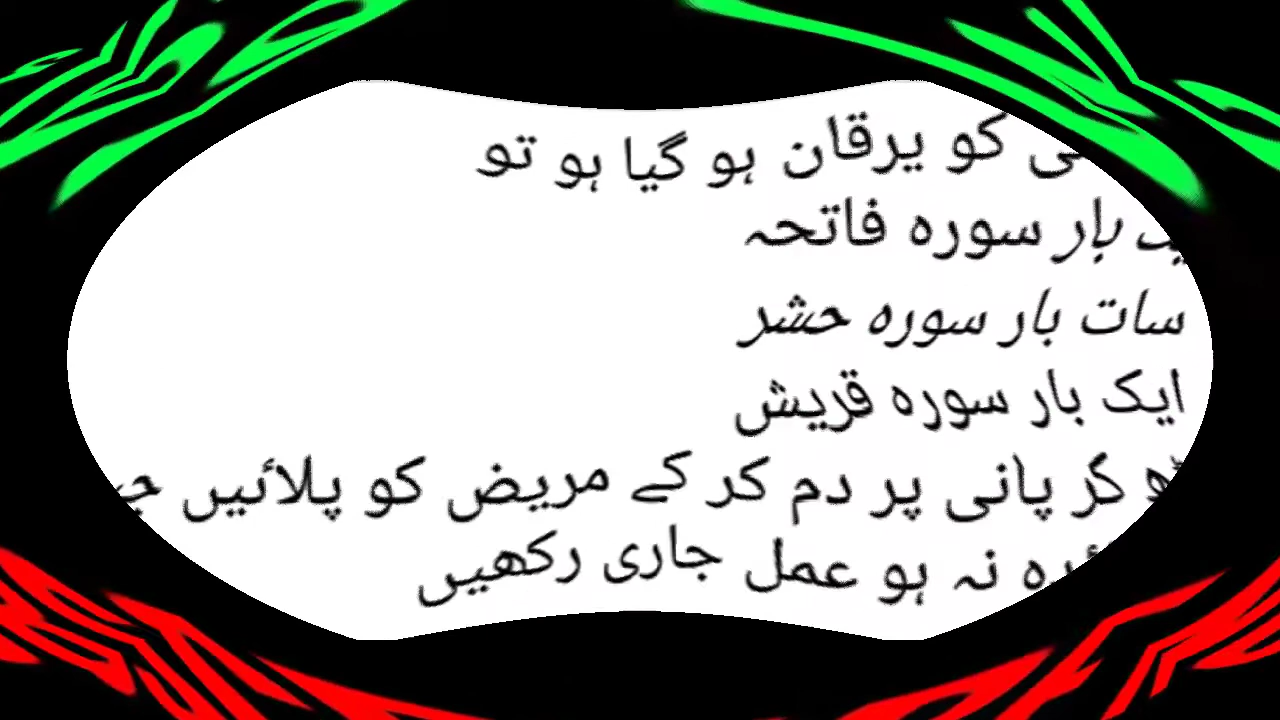 کو یرقان ہو گیا ہو تو
بار سورہ فاتحہ
سات بار سورہ حشر
ایک بار سورہ قریش
کر پانی پر دم کر کے مریض کو پلائیں
نہ ہو عمل جاری رکھیں